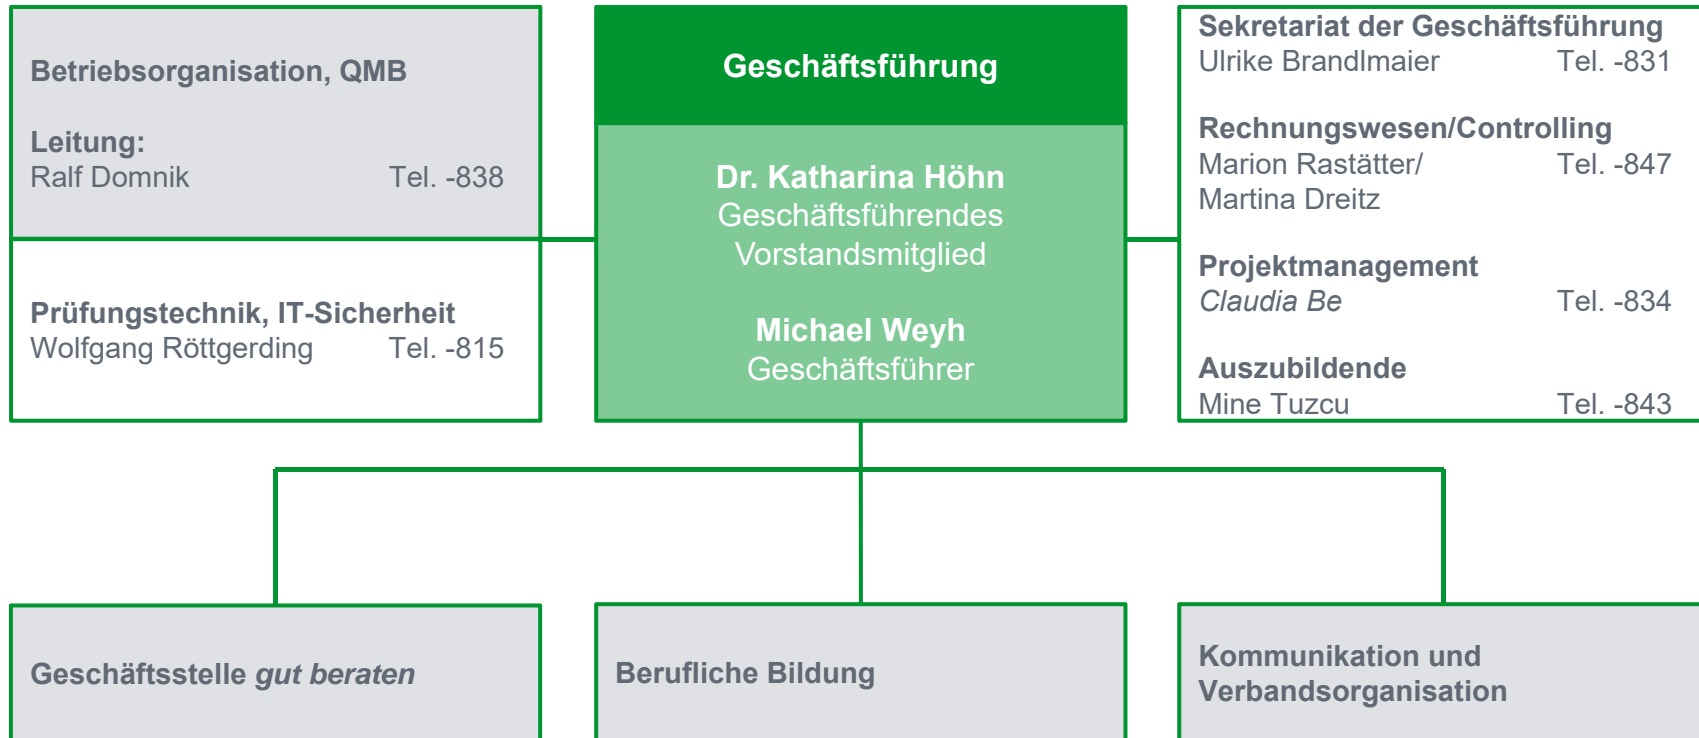 Betriebsorganisation, QMB
Leitung:
Ralf Domnik Tel. -838
Prüfungstechnik, IT-Sicherheit
Wolfgang Röttgerding Tel. -815
Geschäftsführung
Dr. Katharina Höhn
Geschäftsführendes
Vorstandsmitglied
Michael Weyh
Geschäftsführer
Sekretariat der Geschäftsführung
Ulrike Brandlmaier Tel. -831
Rechnungswesen/Controlling
Marion Rastätter/ Tel. -847
Martina Dreitz
Projektmanagement
Claudia Be Tel. -834
Auszubildende
Mine Tuzcu Tel. -843
Geschäftsstelle gut beraten
Berufliche Bildung
Kommunikation und
Verbandsorganisation